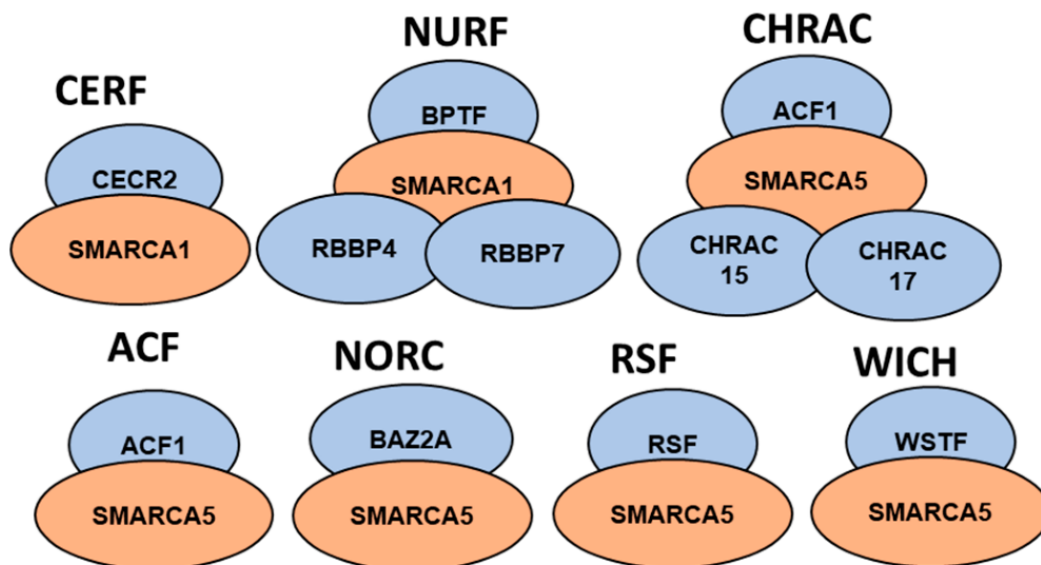 CERF
CECR2
SMARCA1
NURF
BPTF
SMARCA1
RBBP4
RBBP7
CHRAC
ACF1
SMARCA5
CHRAC
15
CHRAC
17
ACF
ACF1
SMARCA5
NORC
BAZ2A
SMARCA5
RSF
RSF
SMARCA5
WICH
WSTF
SMARCA5